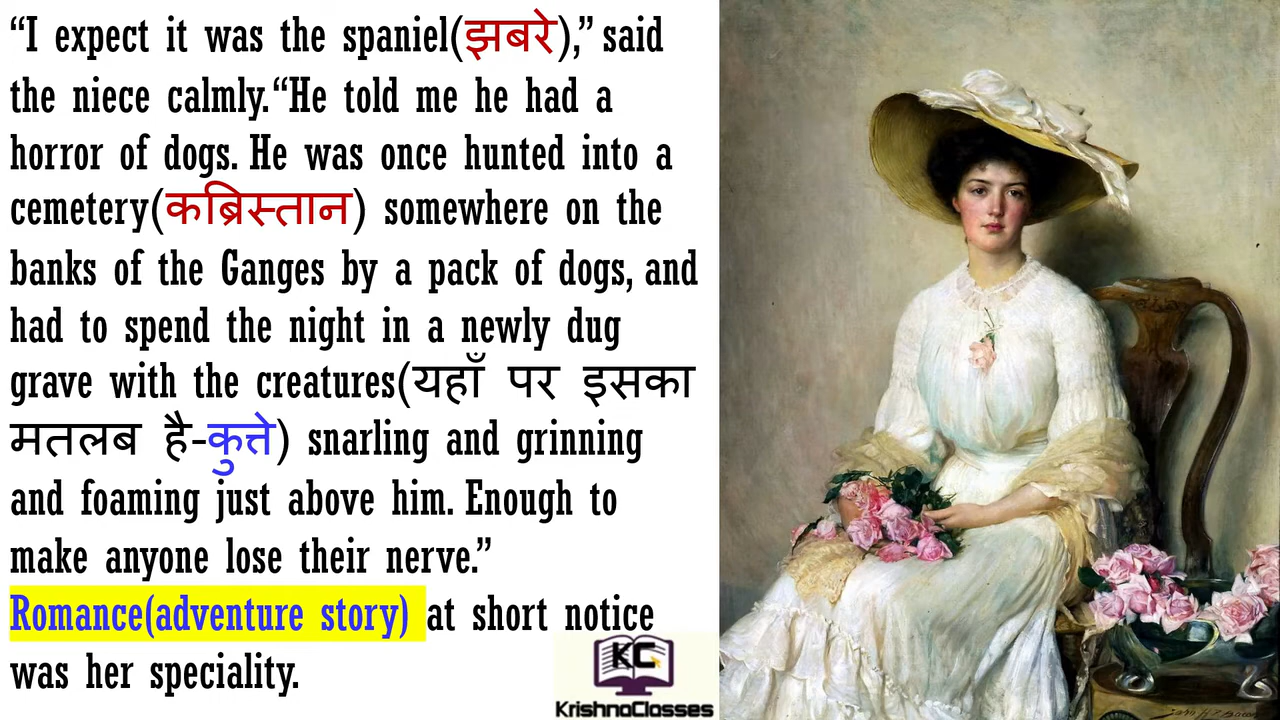 “I expect it was the spaniel(झबरे),” said
the niece calmly.“He told me he had a
horror of dogs. He was once hunted into a
cemetery(कब्रिस्तान) somewhere on the
banks of the Ganges by a pack of dogs, and
had to spend the night in a newly dug
grave with the creatures(यहाँ पर इसका
मतलब है-कुत्ते) snarling and grinning
and foaming just above him. Enough to
make anyone lose their nerve.”
Romance(adventure story) at short notice
was her speciality.
KC
KrishnaClasses